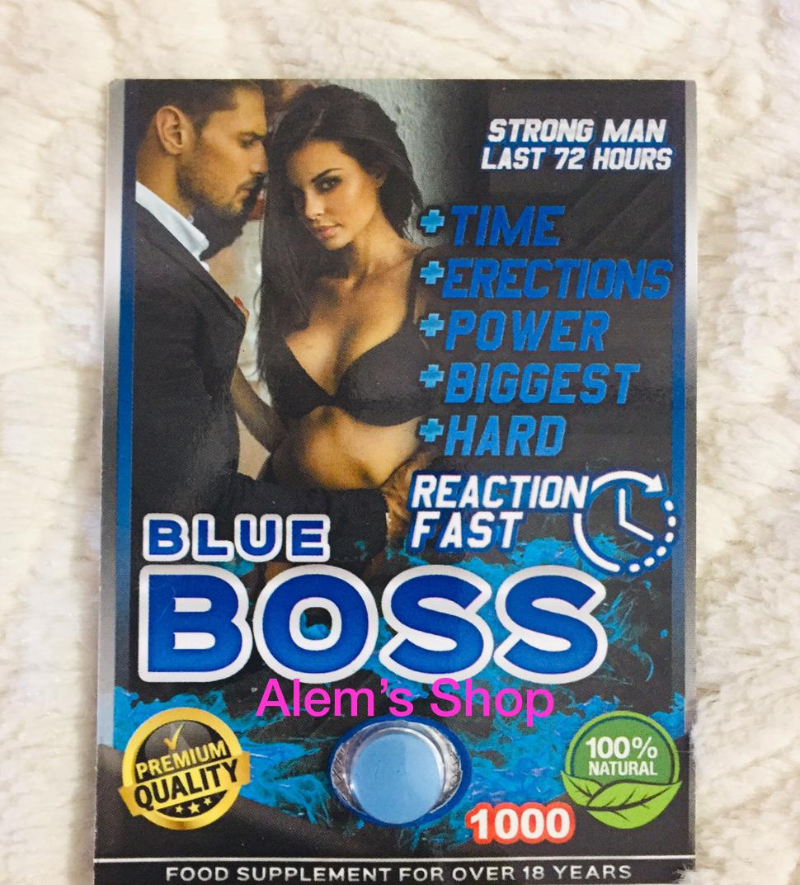 STRONG MAN
LAST 72 HOURS
+TIME
+ERECTIONS
+POWER
+BIGGEST
+HARD
REACTION
FAST
BLUE
BOSS
Alem's Shop
PREMIUM
QUALITY
100%
NATURAL
1000
FOOD SUPPLEMENT FOR OVER 18 YEARS